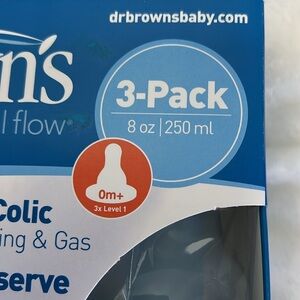 drbrownsbaby.com
n's
l flow®
3-Pack
8 oz | 250 ml
0m+
3x Level 1
Colic
ing & Gas
serve